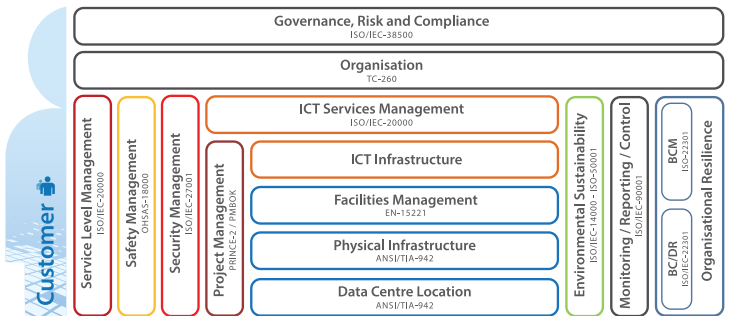 Governance, Risk and Compliance
ISO/IEC-38500
Organisation
TC-260
Customer
Service Level Management
ISO/IEC-20000
Safety Management
OHSAS-18000
Security Management
ISO/IEC-27001
ICT Services Management
ISO/IEC-20000
Project Management
PRINCE-2 / PMBOK
ICT Infrastructure
Facilities Management
EN-15221
Physical Infrastructure
ANSI/TIA-942
Data Centre Location
ANSI/TIA-942
Environmental Sustainability
ISO/IEC-14000 - ISO-50001
Monitoring / Reporting / Control
ISO/IEC-90001
BCM
ISO-22301
BC/DR
ISO/IEC-22301
Organisational Resilience